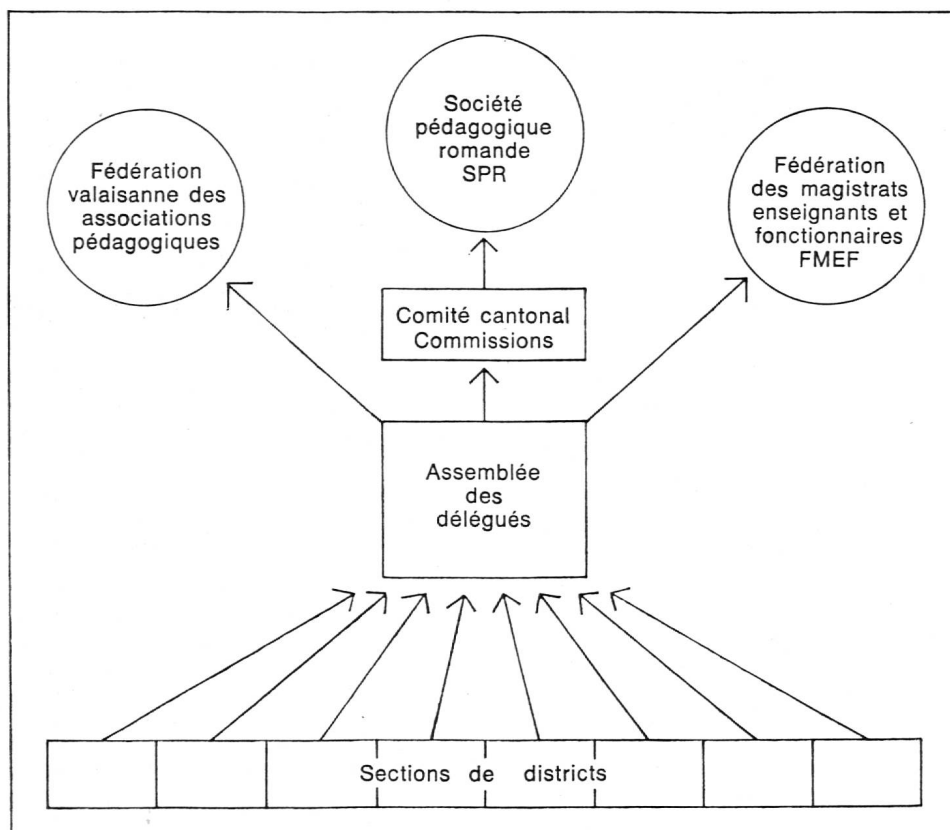 Société
pédagogique
romande
SPR
Fédération
valaisanne des
associations
pédagogiques
Fédération
des magistrats
enseignants et
fonctionnaires
FMEF
Comité cantonal
Commissions
Assemblée
des
délégués
Sections de districts